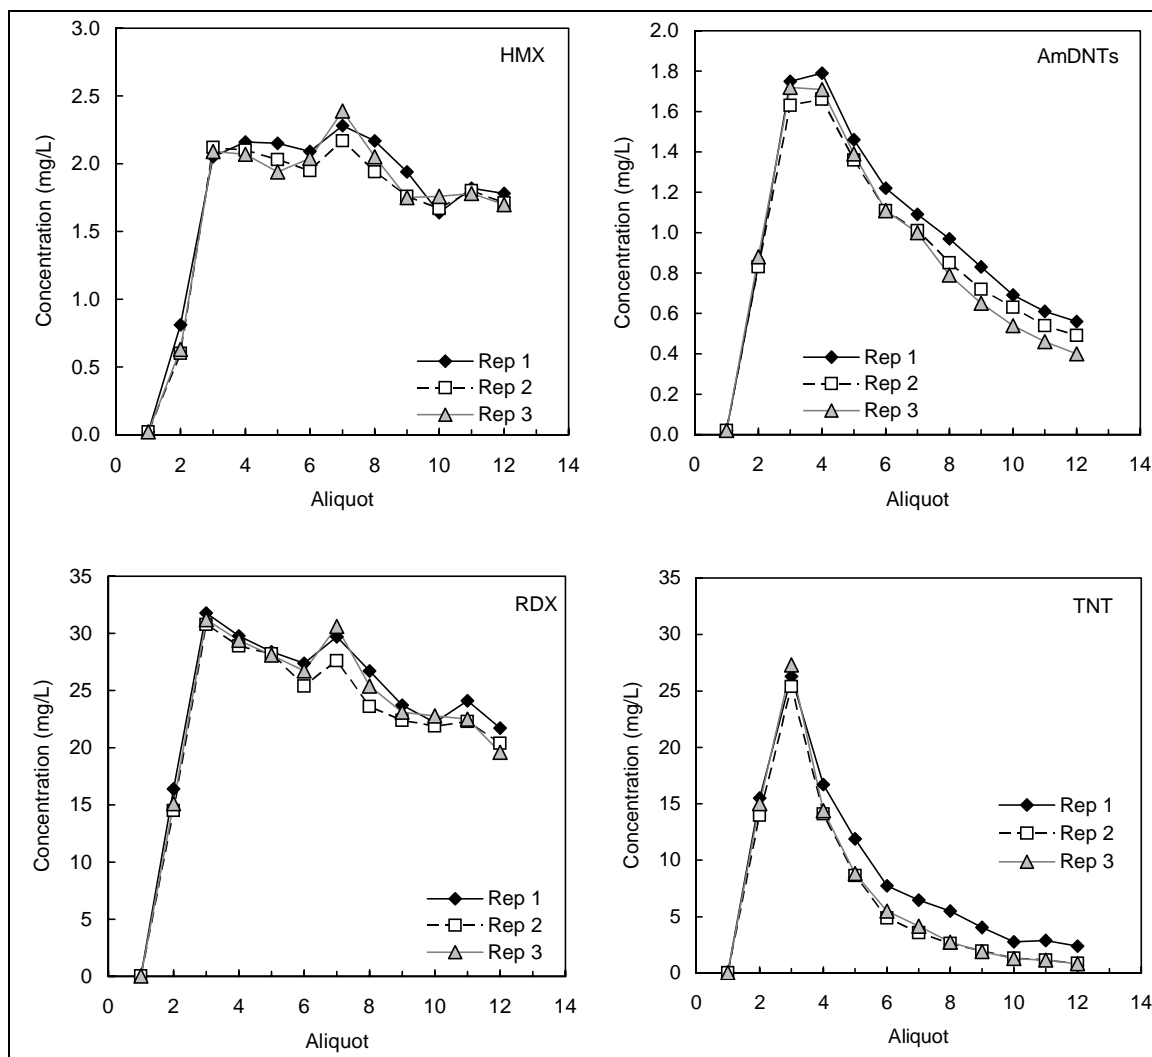 HMX
Concentration (mg/L)
3.0
2.5
2.0
1.5
1.0
0.5
0.0
0 2 4 6 8 10 12 14
Aliquot
Rep 1
Rep 2
Rep 3
AmDNTs
Concentration (mg/L)
2.0
1.8
1.6
1.4
1.2
1.0
0.8
0.6
0.4
0.2
0.0
0 2 4 6 8 10 12 14
Aliquot
Rep 1
Rep 2
Rep 3
RDX
Concentration (mg/L)
35
30
25
20
15
10
5
0
0 2 4 6 8 10 12 14
Aliquot
Rep 1
Rep 2
Rep 3
TNT
Concentration (mg/L)
35
30
25
20
15
10
5
0
0 2 4 6 8 10 12 14
Aliquot
Rep 1
Rep 2
Rep 3